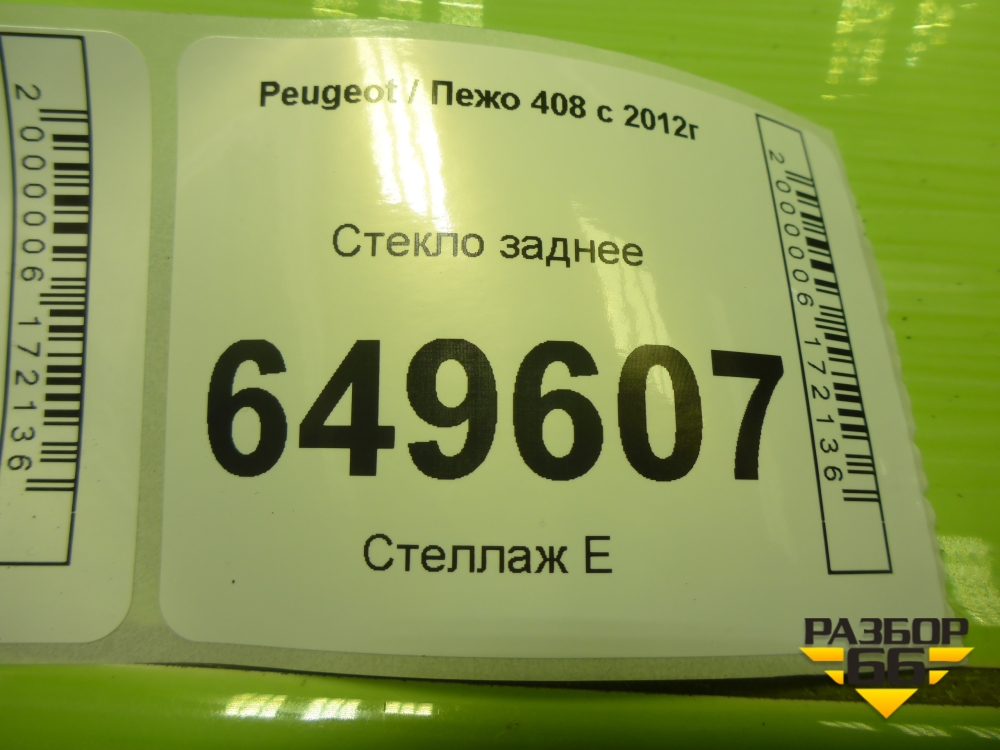 2000006172136
Peugeot / Пежо 408 с 2012г
2000006172136
Стекло заднее
649607
Стеллаж Е
РАЗБОР
66